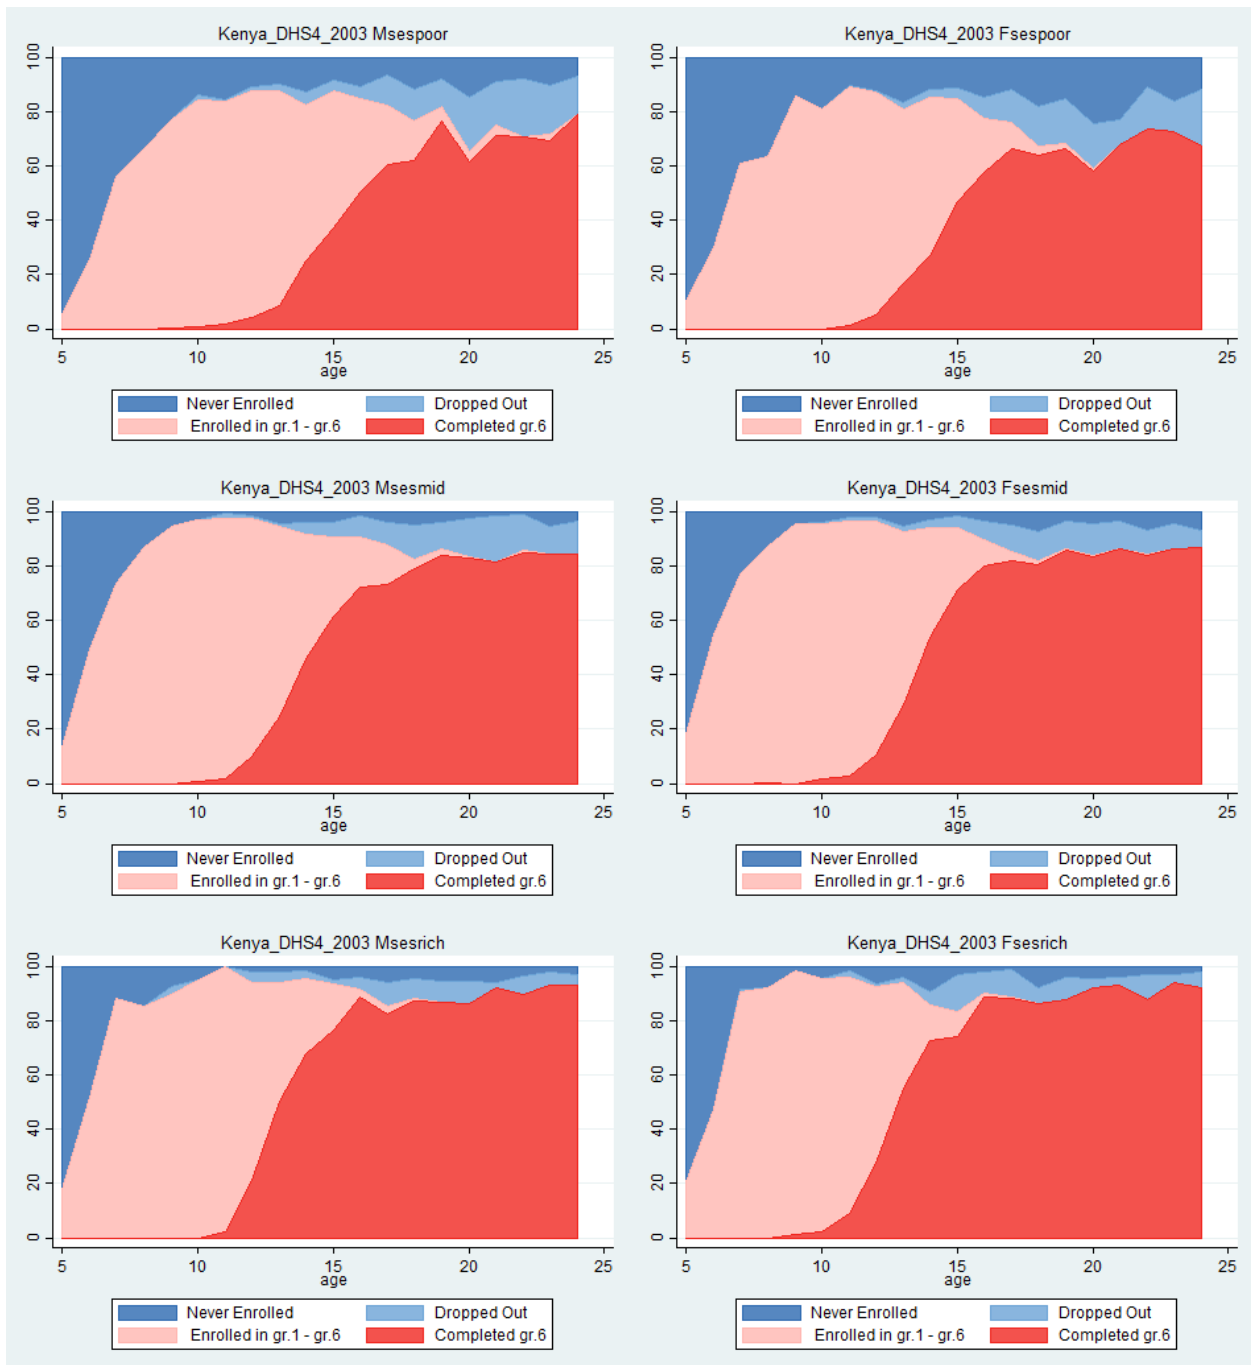 Kenya_DHS4_2003 Msespoor
100
80
60
40
20
0
5 10 15 20 25
age
Never Enrolled Dropped Out
Enrolled in gr.1 - gr.6 Completed gr.6
Kenya_DHS4_2003 Fsespoor
100
80
60
40
20
0
5 10 15 20 25
age
Never Enrolled Dropped Out
Enrolled in gr.1 - gr.6 Completed gr.6
Kenya_DHS4_2003 Msesmid
100
80
60
40
20
0
5 10 15 20 25
age
Never Enrolled Dropped Out
Enrolled in gr.1 - gr.6 Completed gr.6
Kenya_DHS4_2003 Fsesmid
100
80
60
40
20
0
5 10 15 20 25
age
Never Enrolled Dropped Out
Enrolled in gr.1 - gr.6 Completed gr.6
Kenya_DHS4_2003 Msesrich
100
80
60
40
20
0
5 10 15 20 25
age
Never Enrolled Dropped Out
Enrolled in gr.1 - gr.6 Completed gr.6
Kenya_DHS4_2003 Fsesrich
100
80
60
40
20
0
5 10 15 20 25
age
Never Enrolled Dropped Out
Enrolled in gr.1 - gr.6 Completed gr.6